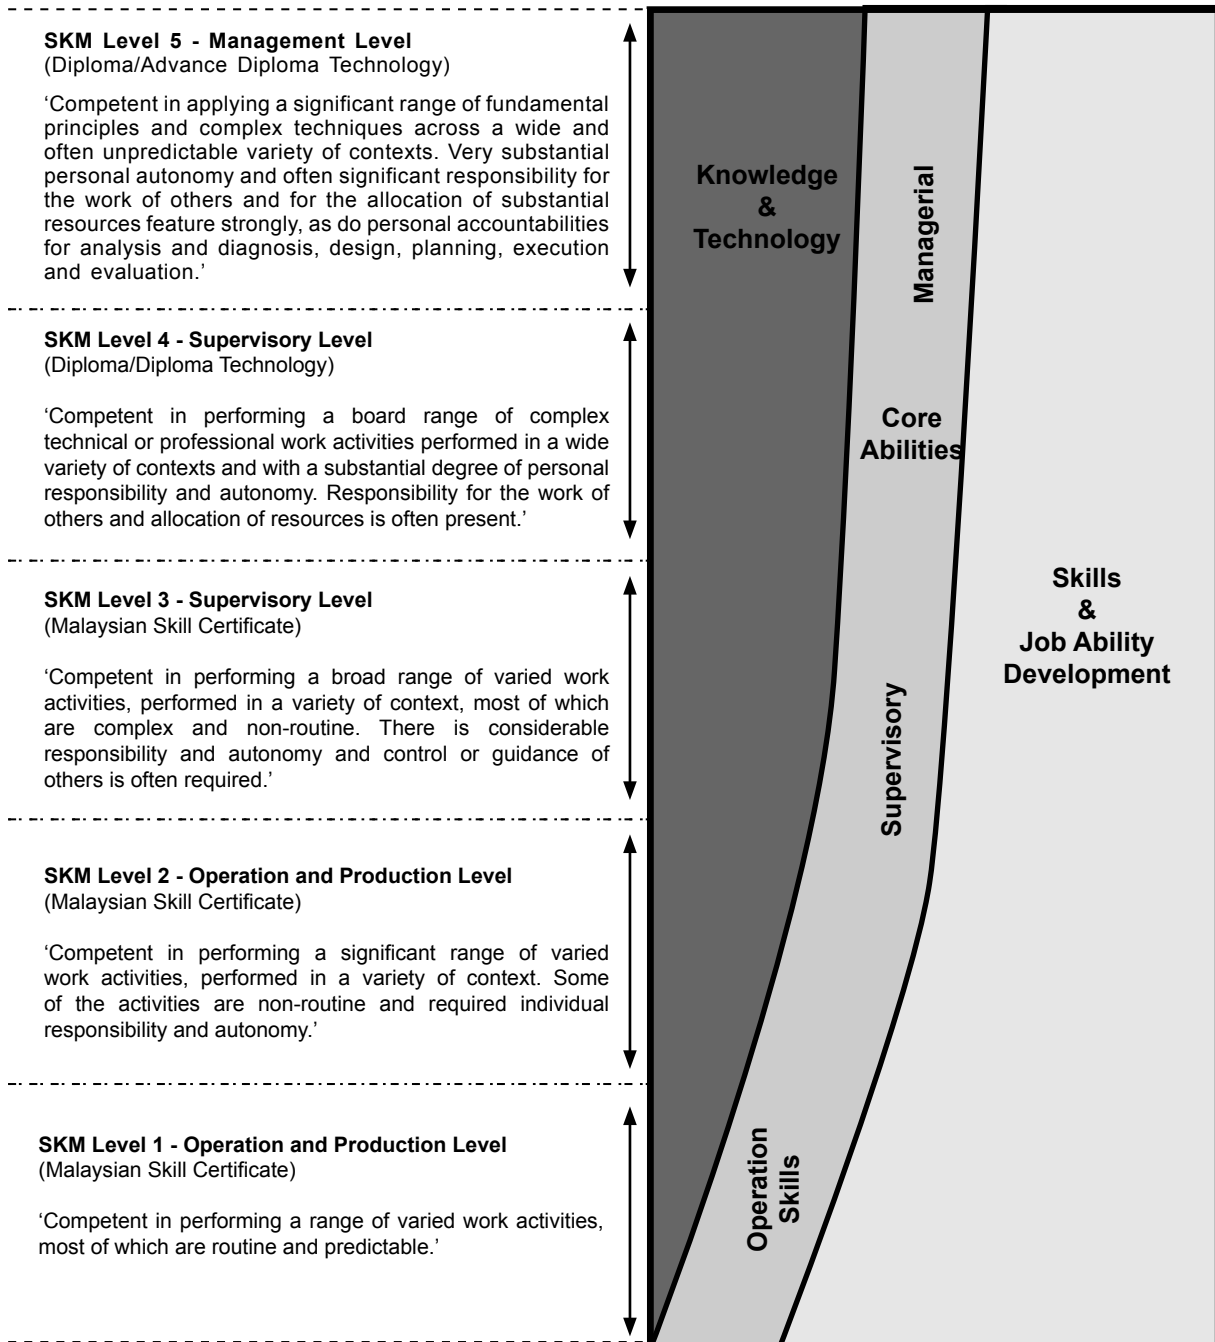 SKM Level 5 - Management Level
(Diploma/Advance Diploma Technology)
‘Competent in applying a significant range of fundamental
principles and complex techniques across a wide and
often unpredictable variety of contexts. Very substantial
personal autonomy and often significant responsibility for
the work of others and for the allocation of substantial
resources feature strongly, as do personal accountabilities
for analysis and diagnosis, design, planning, execution
and evaluation.’
SKM Level 4 - Supervisory Level
(Diploma/Diploma Technology)
‘Competent in performing a board range of complex
technical or professional work activities performed in a wide
variety of contexts and with a substantial degree of personal
responsibility and autonomy. Responsibility for the work of
others and allocation of resources is often present.’
SKM Level 3 - Supervisory Level
(Malaysian Skill Certificate)
‘Competent in performing a broad range of varied work
activities, performed in a variety of context, most of which
are complex and non-routine. There is considerable
responsibility and autonomy and control or guidance of
others is often required.’
SKM Level 2 - Operation and Production Level
(Malaysian Skill Certificate)
‘Competent in performing a significant range of varied
work activities, performed in a variety of context. Some
of the activities are non-routine and required individual
responsibility and autonomy.’
SKM Level 1 - Operation and Production Level
(Malaysian Skill Certificate)
‘Competent in performing a range of varied work activities,
most of which are routine and predictable.’
Knowledge
&
Technology
Managerial
Core
Abilities
Supervisory
Operation
Skills
Skills
&
Job Ability
Development